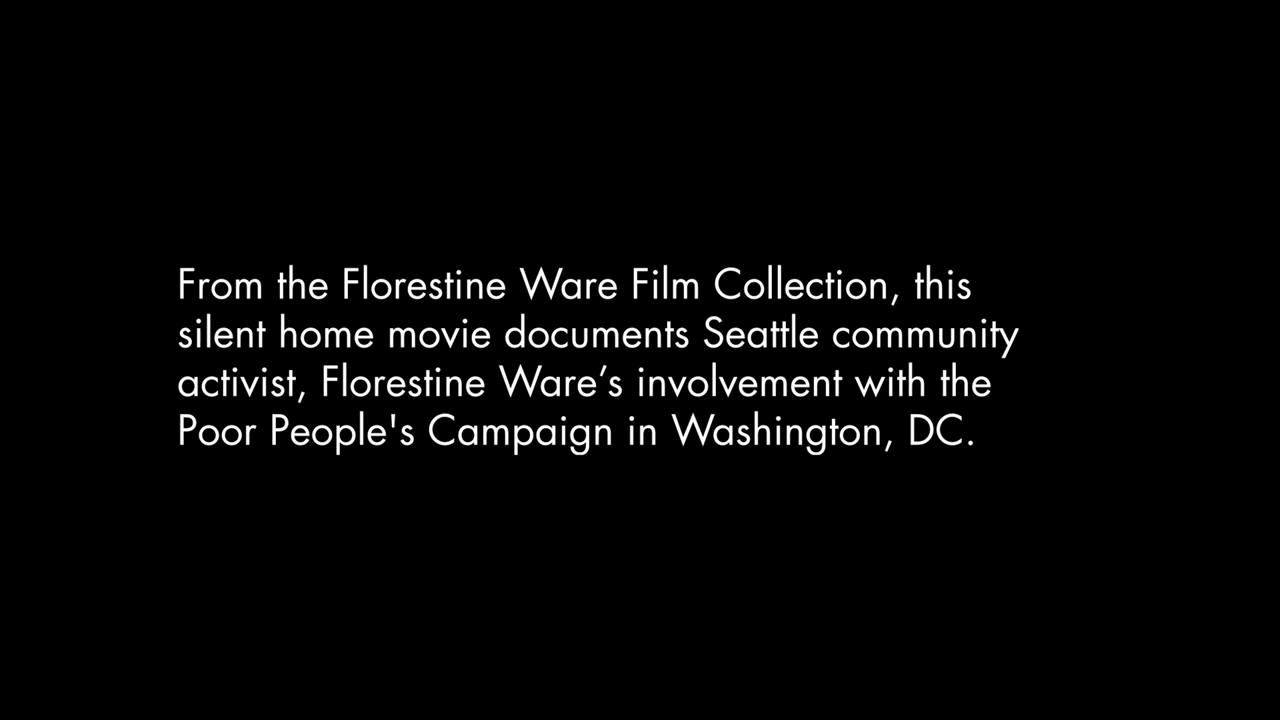 From the Florestine Ware Film Collection, this
silent home movie documents Seattle community
activist, Florestine Ware’s involvement with the
Poor People's Campaign in Washington, DC.